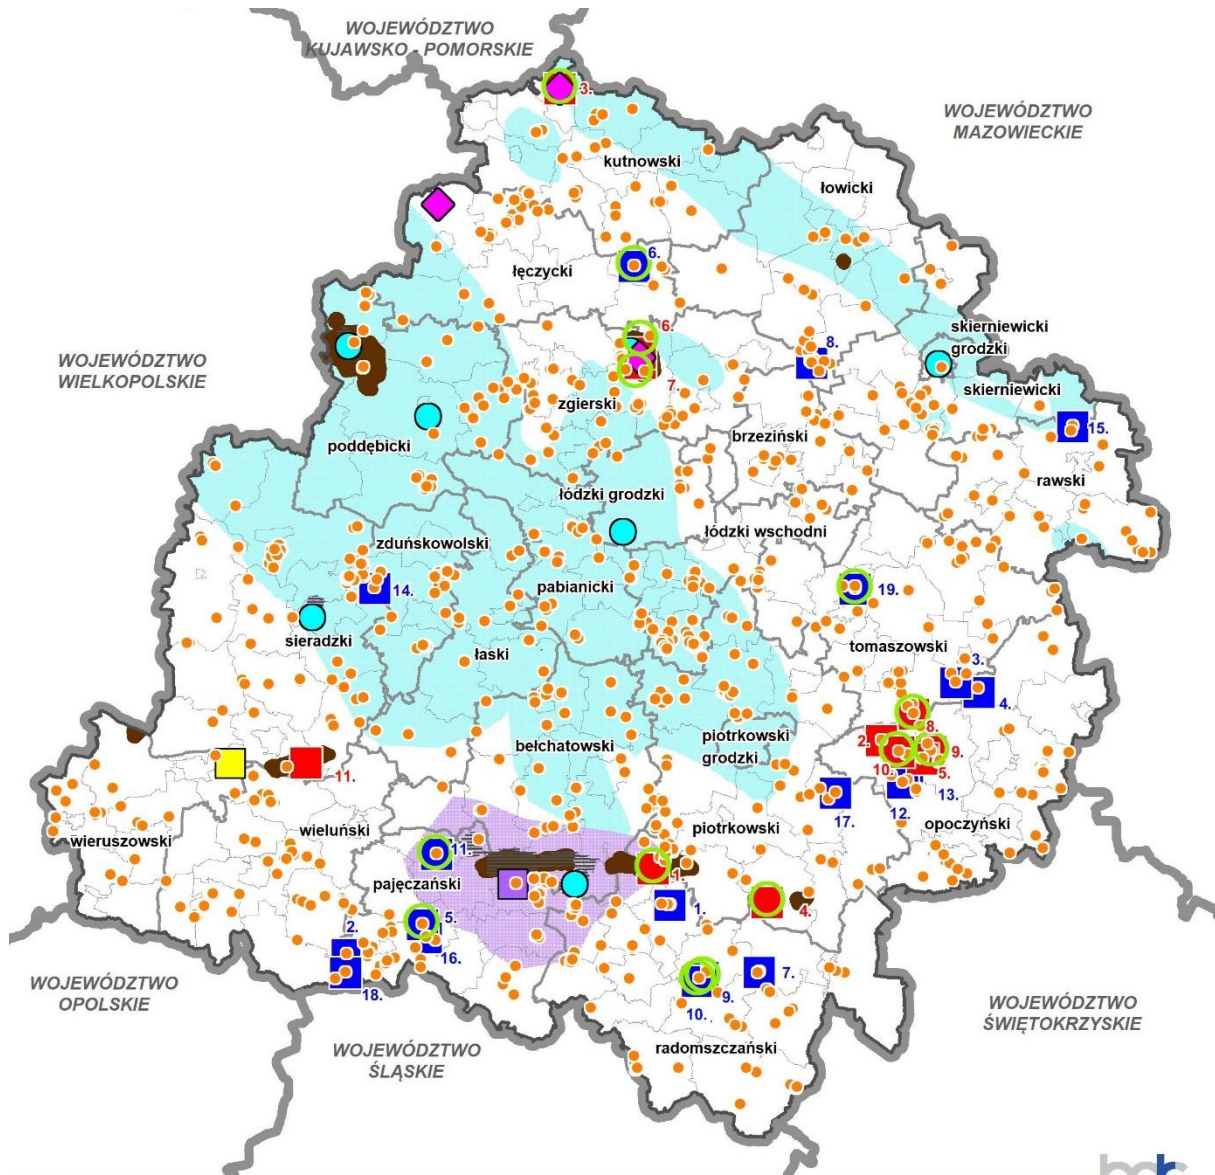 WOJEWÓDZTWO
KUJAWSKO - POMORSKIE
3.
WOJEWÓDZTWO
MAZOWIECKIE
kutnowski
łowicki
6.
łęczycki
6.
8.
skierniewicki
grodzki
WOJEWÓDZTWO
WIELKOPOLSKIE
7.
skierniewicki
zgierski
15.
brzeziński
poddębicki
rawski
łódzki grodzki
łódzki wschodni
zduńskowolski
14.
pabianicki
19.
sieradzki
łaski
tomaszowski
3.
4.
8.
piotrkowski
grodzki
2.
bełchatowski
9.
10.
5.
11.
13.
12.
17.
opoczyński
wieluński
piotrkowski
wieruszowski
11.
1.
pajęczański
4.
1.
5.
2.
16.
7.
WOJEWÓDZTWO
OPOLSKIE
18.
9.
10.
WOJEWÓDZTWO
ŚWIĘTOKRZYSKIE
WOJEWÓDZTWO
ŚLĄSKIE
radomszczański